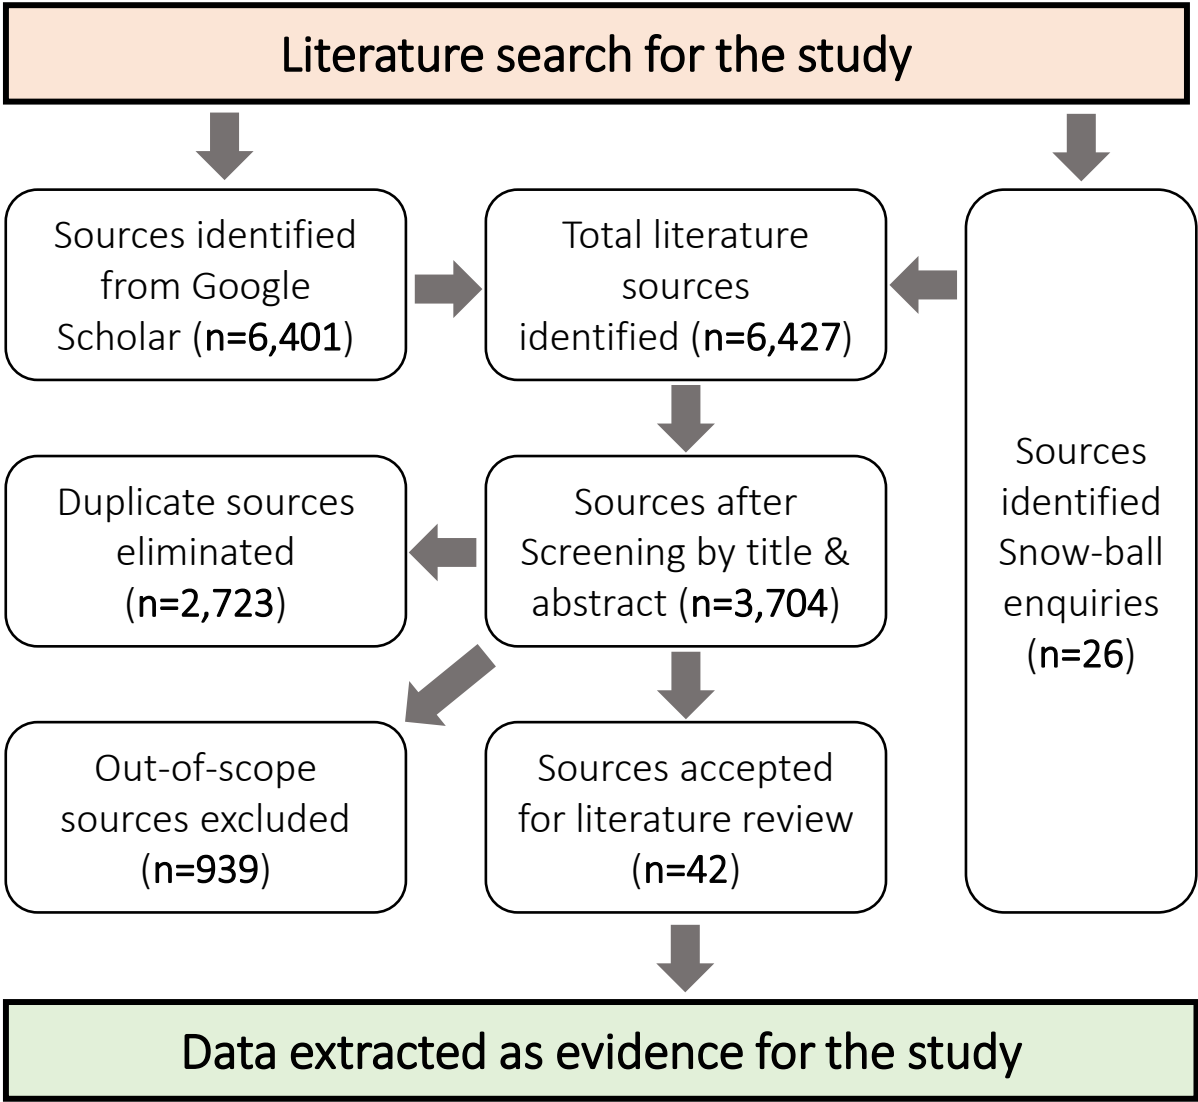 Literature search for the study
Sources identified
from Google
Scholar (n=6,401)
Total literature
sources
identified (n=6,427)
Sources
identified
Snow-ball
enquiries
(n=26)
Duplicate sources
eliminated
(n=2,723)
Sources after
Screening by title &
abstract (n=3,704)
Out-of-scope
sources excluded
(n=939)
Sources accepted
for literature review
(n=42)
Data extracted as evidence for the study